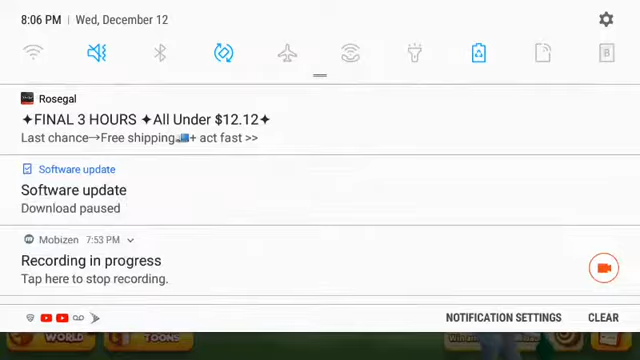 8:06 PM | Wed, December 12
B
Rosegal
✦FINAL 3 HOURS ✦All Under $12.12✦
Last chance→Free shipping🇺🇸+ act fast >>
Software update
Software update
Download paused
Mobizen 7:53 PM
Recording in progress
Tap here to stop recording.
NOTIFICATION SETTINGS CLEAR
WORLD TOONS